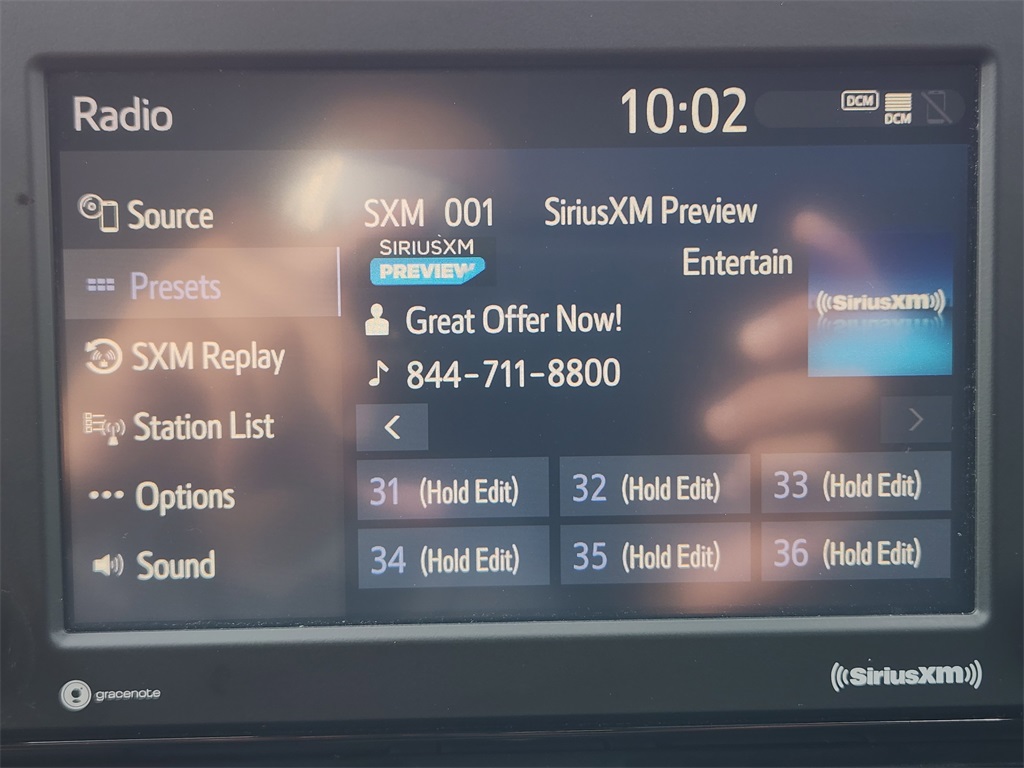 Radio
10:02
DCM
DCM
Source
Presets
SXM Replay
Station List
Options
Sound
SXM 001 SiriusXM Preview
SIRIUSXM
PREVIEW
Entertain
Great Offer Now!
844-711-8800
SiriusXM
<
>
31 (Hold Edit) 32 (Hold Edit) 33 (Hold Edit)
34 (Hold Edit) 35 (Hold Edit) 36 (Hold Edit)
gracenote
SiriusXM